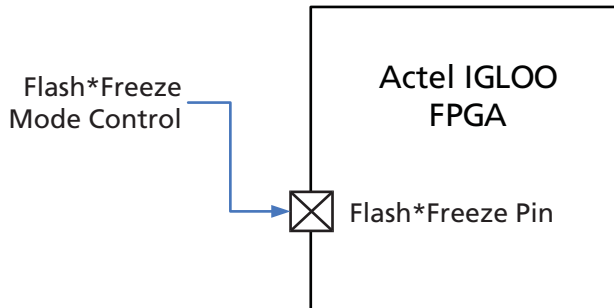 Flash*Freeze
Mode Control
Actel IGLOO
FPGA
Flash*Freeze Pin